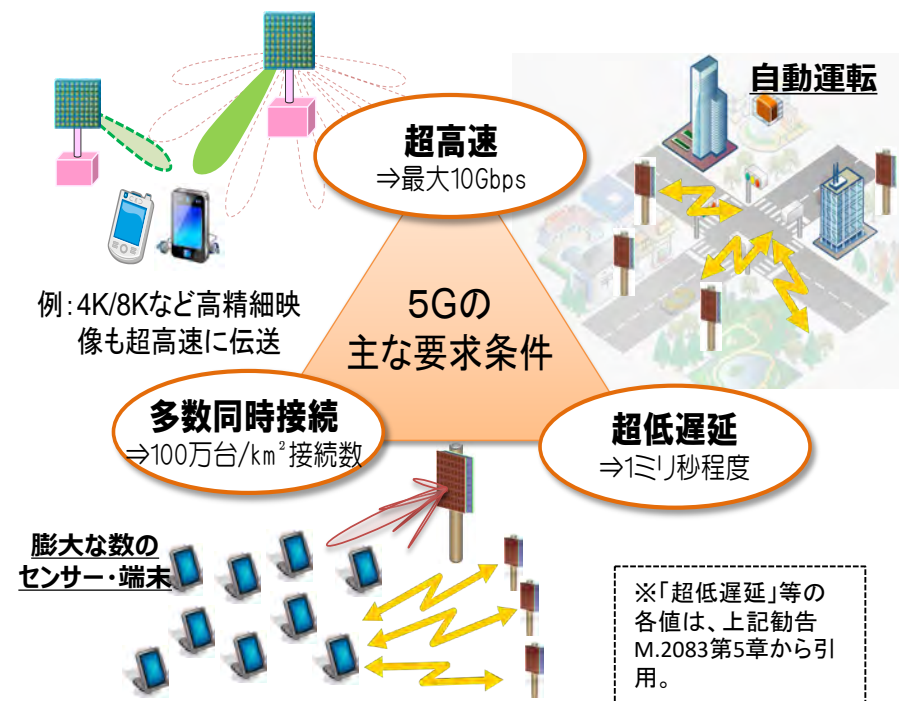 超高速
⇒最大10Gbps
自動運転
例：4K/8Kなど高精細映
像も超高速に伝送
5Gの
主な要求条件
多数同時接続
⇒100万台/km²接続数
超低遅延
⇒1ミリ秒程度
膨大な数の
センサー・端末
※「超低遅延」等の
各値は、上記勧告
M.2083第5章から引
用。